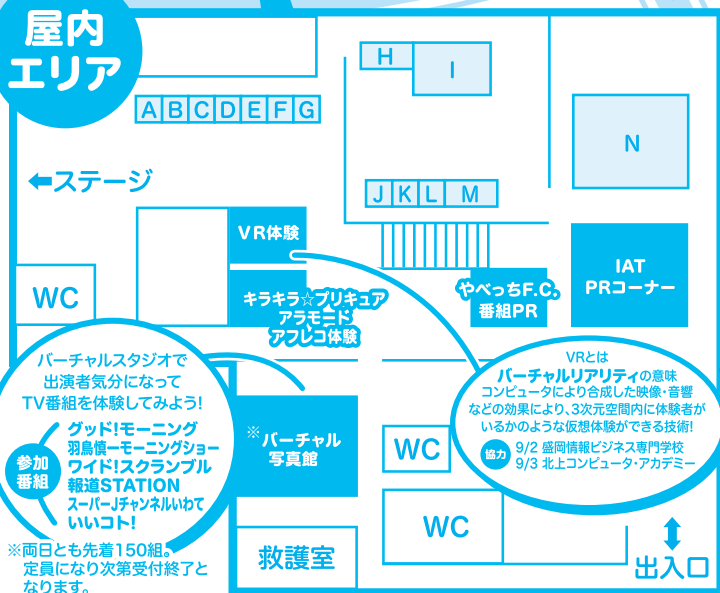 屋内
エリア
H
I
A B C D E F G
N
←ステージ
J K L M
VR体験
WC
キラキラ☆プリキュア
アラモード
アフレコ体験
やべっちF.C.
番組PR
IAT
PRコーナー
バーチャルスタジオで
出演者気分になって
TV番組を体験してみよう!
参加
番組
グッド!モーニング
羽鳥慎一モーニングショー
ワイド!スクランブル
報道STATION
スーパーJチャンネルいわて
いいコト!
※両日とも先着150組。
定員になり次第受付終了と
なります。
※バーチャル
写真館
救護室
WC
WC
VRとは
バーチャルリアリティの意味
コンピュータにより合成した映像・音響
などの効果により、3次元空間内に体験者が
いるかのような仮想体験ができる技術!
協力
9/2 盛岡情報ビジネス専門学校
9/3 北上コンピュータ・アカデミー
出入口